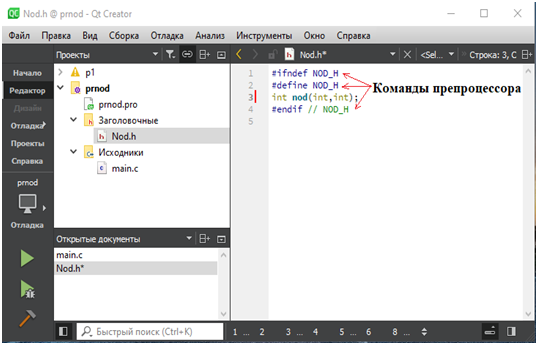 Nod.h @ prnod - Qt Creator
Файл Правка Вид Сборка Отладка Анализ Инструменты Окно Справка
Проекты
Nod.h*
<Sel...
Строка: 3, С
Начало
Редактор
Дизайн
Отладка
Проекты
Справка
prnod
Отладка
p1
prnod
prnod.pro
Заголовочные
Nod.h
Исходники
main.c
Открытые документы
main.c
Nod.h*
1 #ifndef NOD_H
2 #define NOD_H
3 int nod(int,int);
4 #endif // NOD_H
5
Команды препроцессора
Быстрый поиск (Ctrl+K)
1 ... 2 3 ... 4 5 ... 6 8 ...